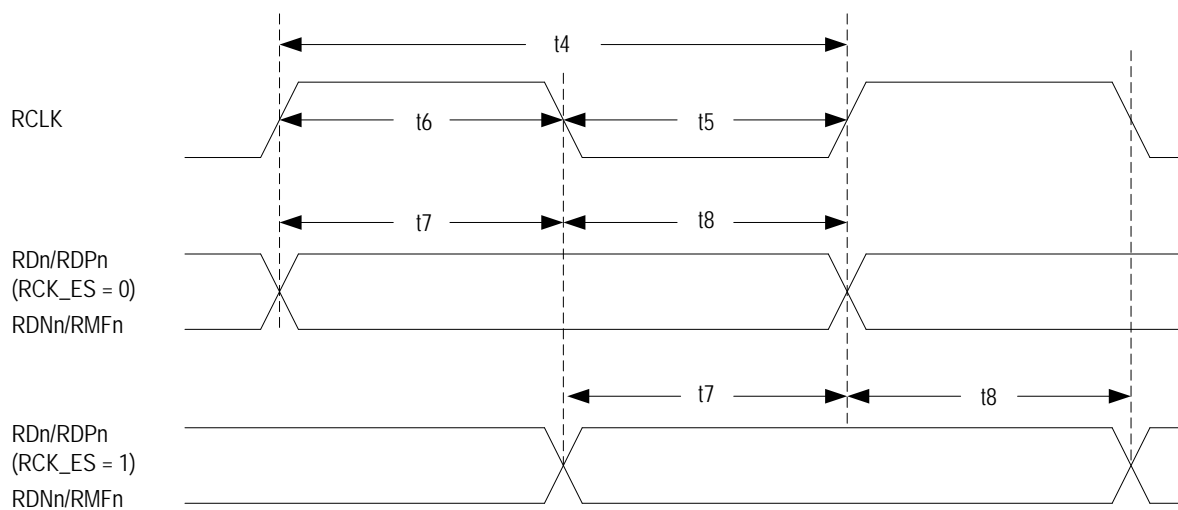 t4
RCLK
t6
t5
t7
t8
RDn/RDPn
(RCK_ES = 0)
RDNn/RMFn
t7
t8
RDn/RDPn
(RCK_ES = 1)
RDNn/RMFn